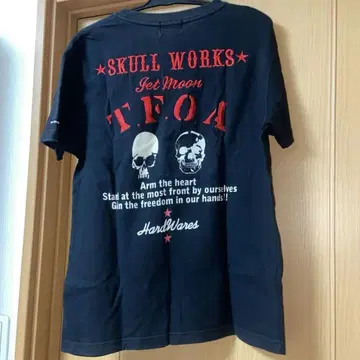 ★SKULL WORKS★
Jet Moon
T.F.O.A
Arm the heart
Stand at the most front by ourselves
Gin the freedom in our hands!!
HardWares